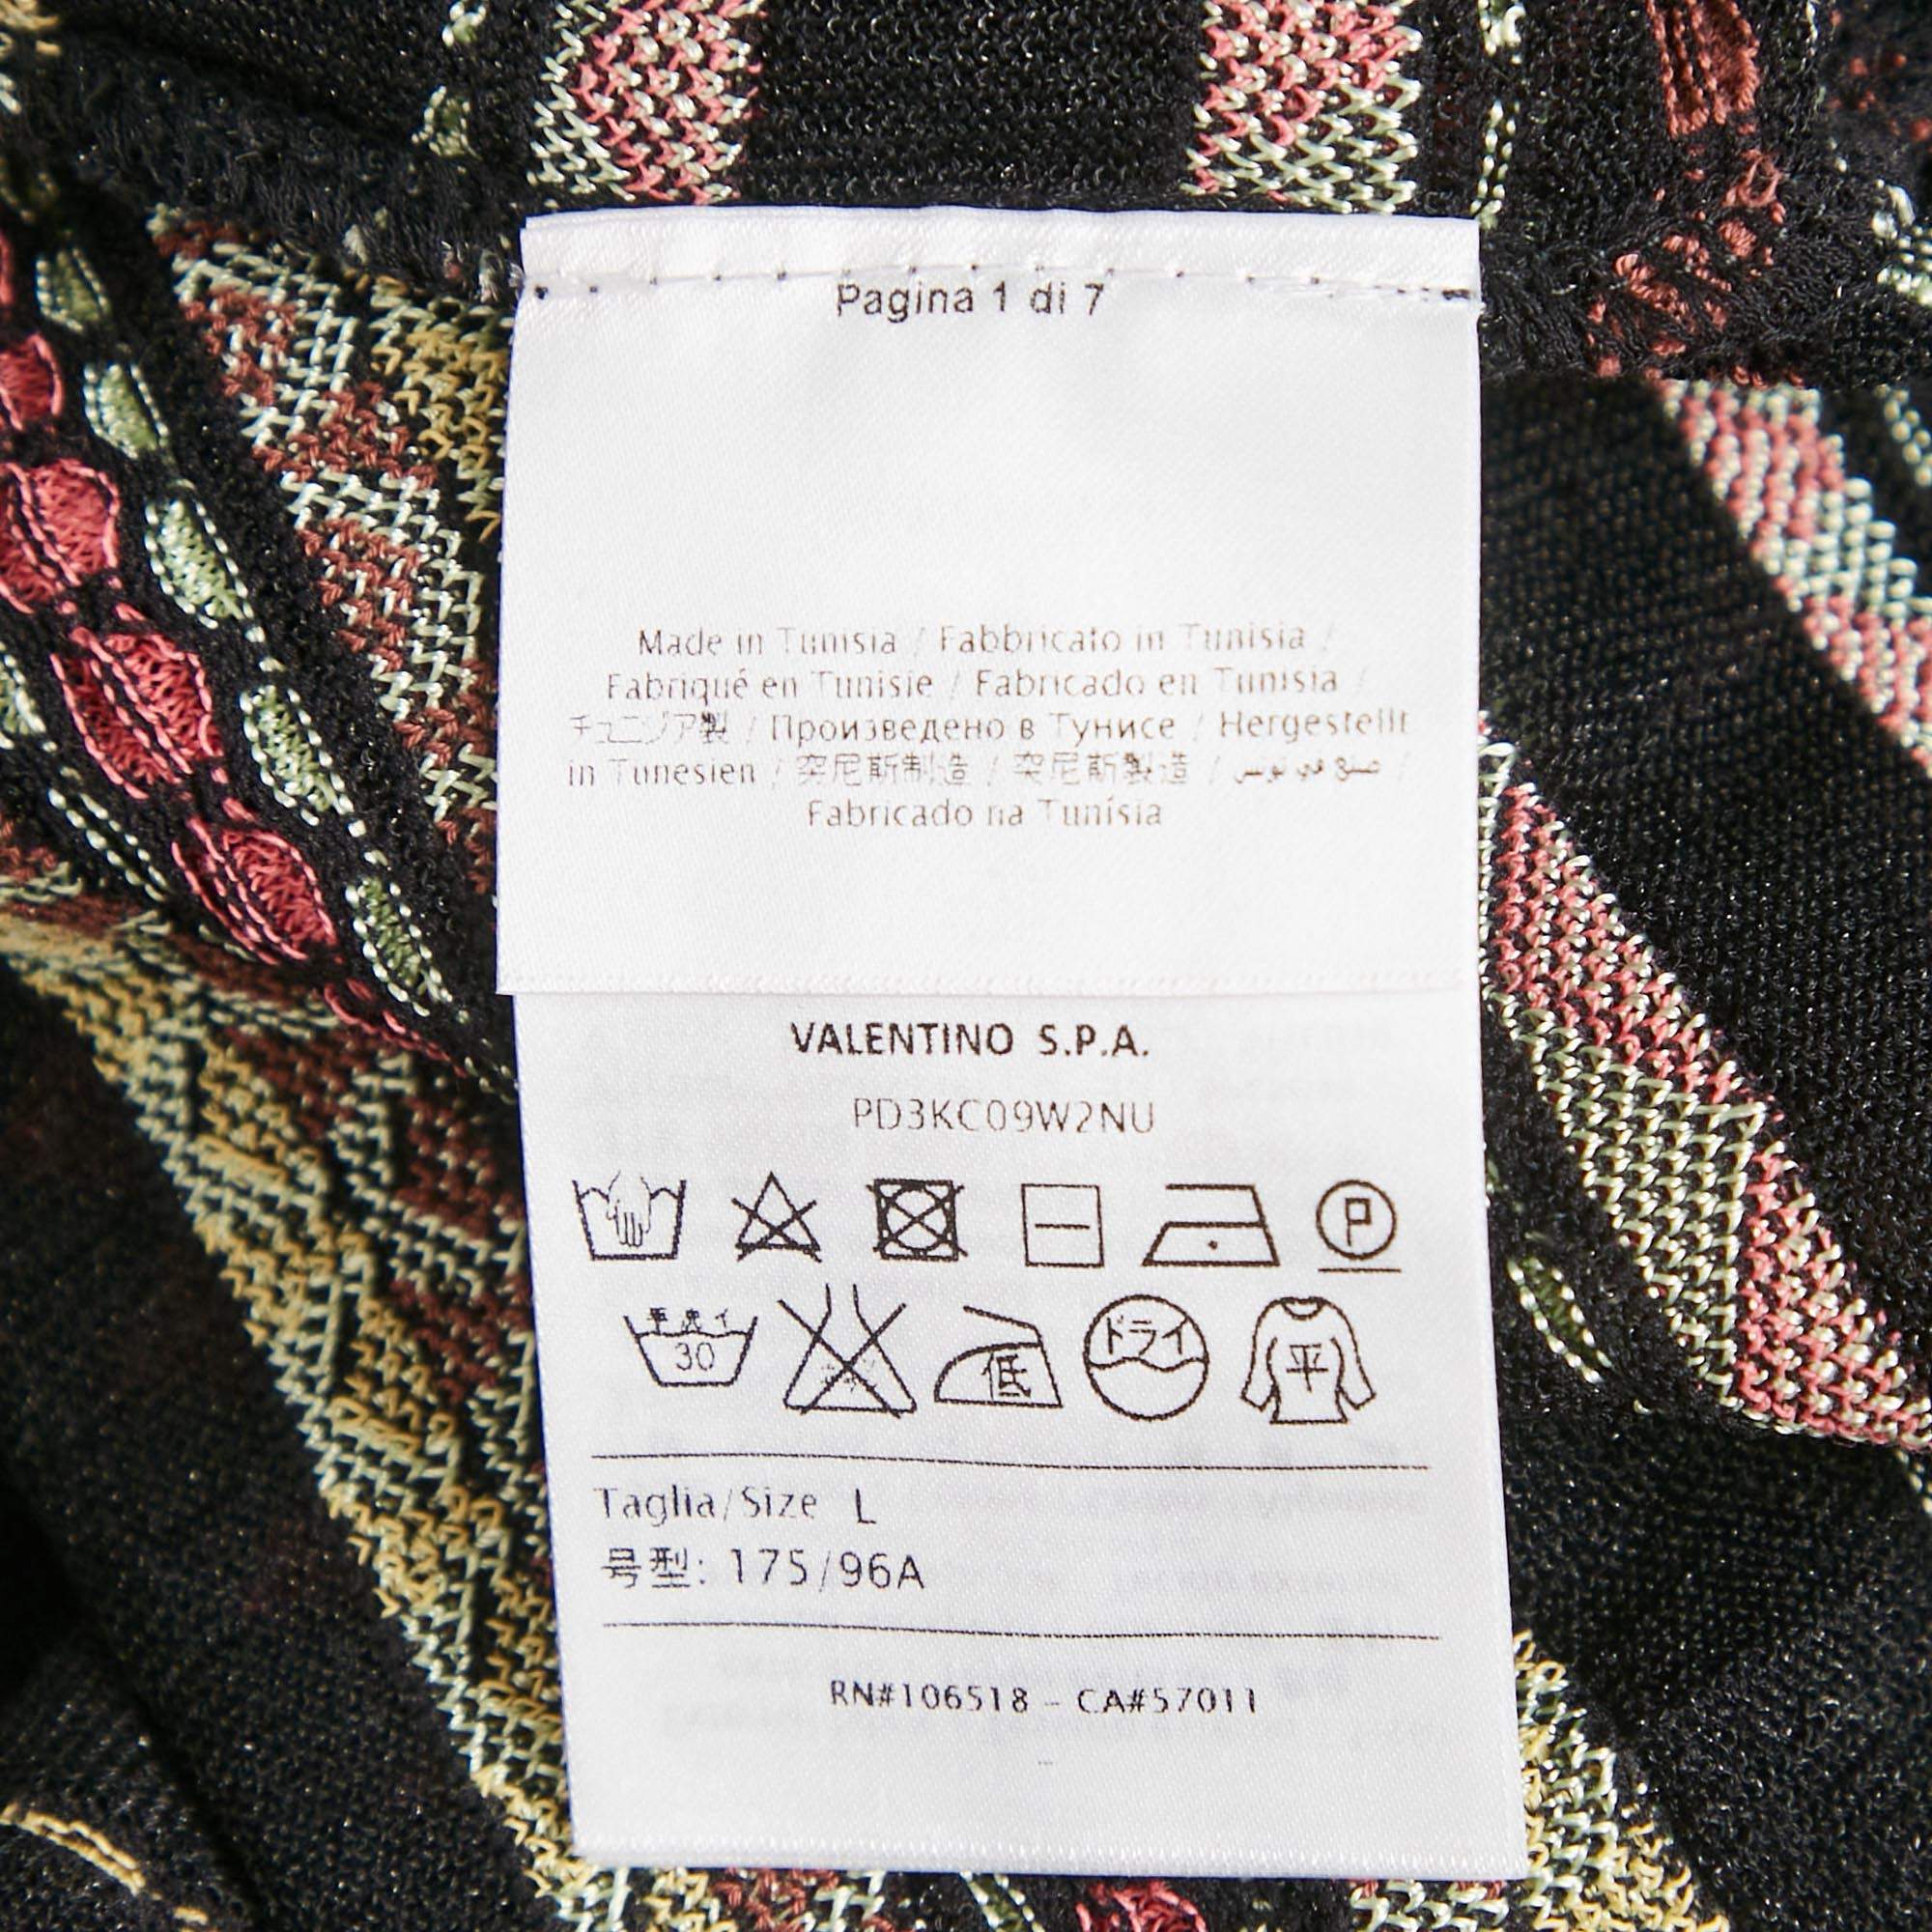 Pagina 1 di 7
Made in Tunisia / Fabbricato in Tunisia /
Fabriqué en Tunisie / Fabricado en Tunisia /
チュニジア製 / Произведено в Тунисе / Hergestellt
in Tunesien / 突尼斯制造 / 突尼斯製造 / صنع في تونس /
Fabricado na Tunísia
VALENTINO S.P.A.
PD3KC09W2NU
P
手洗イ
30
低
ドライ
平
Taglia/Size L
号型: 175/96A
RN#106518 - CA#57011